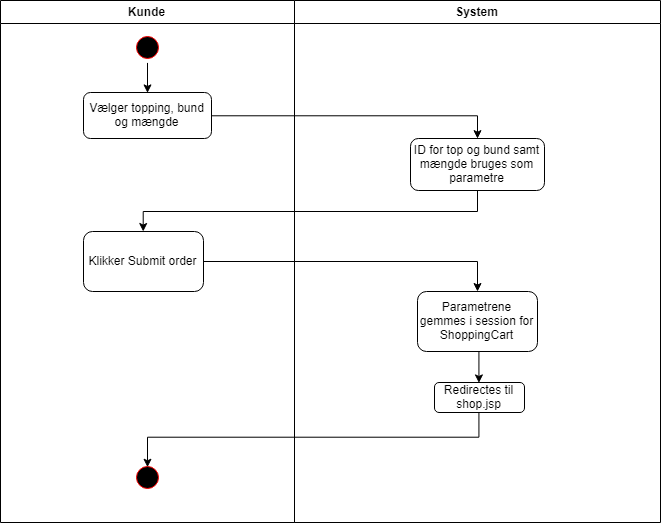 Kunde
System
Vælger topping, bund
og mængde
ID for top og bund samt
mængde bruges som
parametre
Klikker Submit order
Parametrene
gemmes i session for
ShoppingCart
Redirectes til
shop.jsp